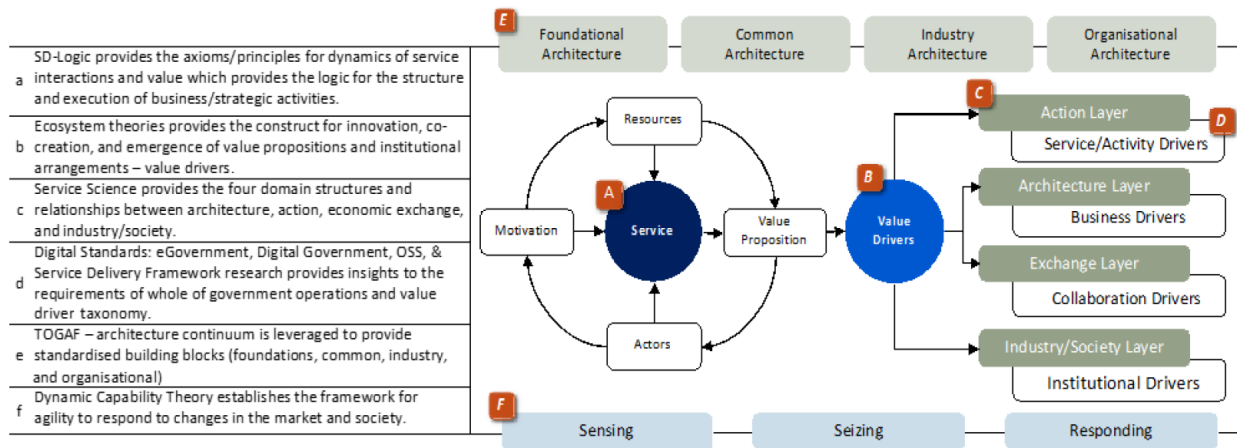 a
SD-Logic provides the axioms/principles for dynamics of service
interactions and value which provides the logic for the structure
and execution of business/strategic activities.
b
Ecosystem theories provides the construct for innovation, co-
creation, and emergence of value propositions and institutional
arrangements – value drivers.
c
Service Science provides the four domain structures and
relationships between architecture, action, economic exchange,
and industry/society.
d
Digital Standards: eGovernment, Digital Government, OSS, &
Service Delivery Framework research provides insights to the
requirements of whole of government operations and value
driver taxonomy.
e
TOGAF – architecture continuum is leveraged to provide
standardised building blocks (foundations, common, industry,
and organisational)
f
Dynamic Capability Theory establishes the framework for
agility to respond to changes in the market and society.
E
Foundational
Architecture
Common
Architecture
Industry
Architecture
Organisational
Architecture
Resources
Motivation
A
Service
Value
Proposition
Actors
B
Value
Drivers
C
Action Layer
D
Service/Activity Drivers
Architecture Layer
Business Drivers
Exchange Layer
Collaboration Drivers
Industry/Society Layer
Institutional Drivers
F
Sensing
Seizing
Responding